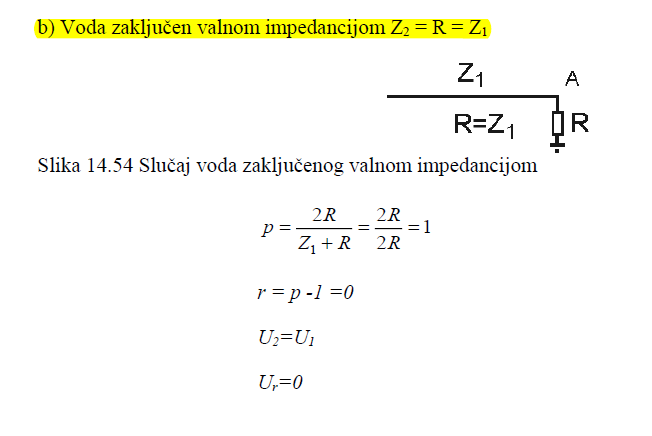 b) Voda zaključen valnom impedancijom Z₂ = R = Z₁
Z₁ A
R=Z₁ R
Slika 14.54 Slučaj voda zaključenog valnom impedancijom
p = 2R / (Z₁ + R) = 2R / 2R = 1
r = p -1 =0
U₂=U₁
Uᵣ=0